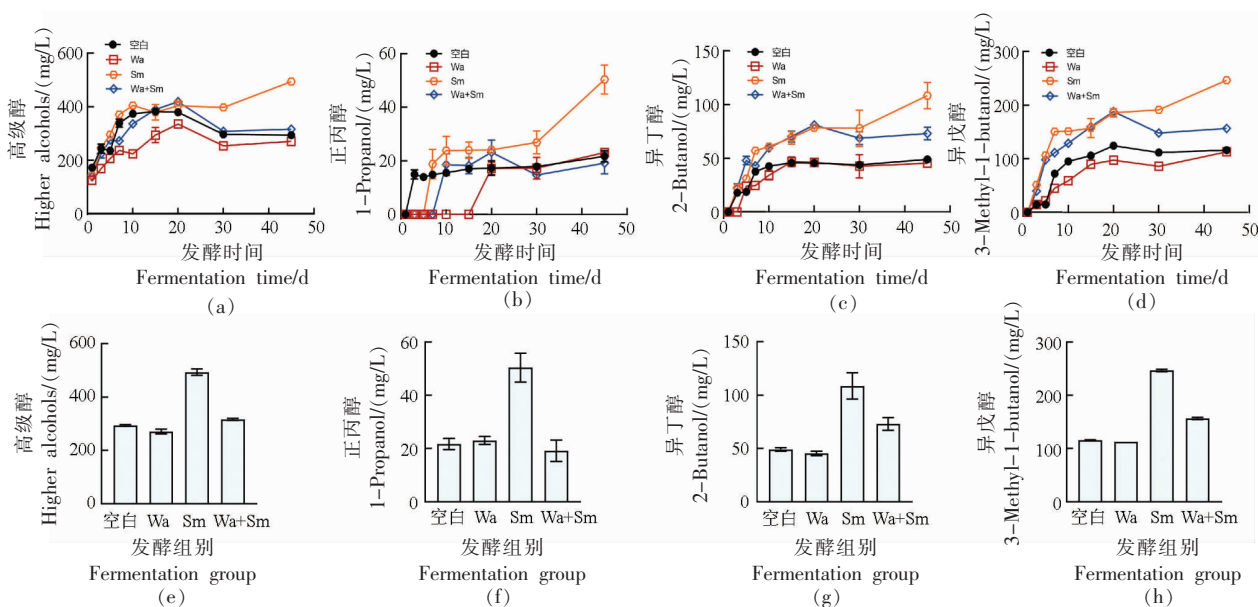 高级醇
Higher alcohols/(mg/L)
600
400
200
0
空白
Wa
Sm
Wa+Sm
0 10 20 30 40 50
发酵时间
Fermentation time/d
(a)
正丙醇
1-Propanol/(mg/L)
60
40
20
0
空白
Wa
Sm
Wa+Sm
0 10 20 30 40 50
发酵时间
Fermentation time/d
(b)
异丁醇
2-Butanol/(mg/L)
150
100
50
0
空白
Wa
Sm
Wa+Sm
0 10 20 30 40 50
发酵时间
Fermentation time/d
(c)
异戊醇
3-Methyl-1-butanol/(mg/L)
300
200
100
0
空白
Wa
Sm
Wa+Sm
0 10 20 30 40 50
发酵时间
Fermentation time/d
(d)
高级醇
Higher alcohols/(mg/L)
600
400
200
0
空白 Wa Sm Wa+Sm
发酵组别
Fermentation group
(e)
正丙醇
1-Propanol/(mg/L)
60
40
20
0
空白 Wa Sm Wa+Sm
发酵组别
Fermentation group
(f)
异丁醇
2-Butanol/(mg/L)
150
100
50
0
空白 Wa Sm Wa+Sm
发酵组别
Fermentation group
(g)
异戊醇
3-Methyl-1-butanol/(mg/L)
300
200
100
0
空白 Wa Sm Wa+Sm
发酵组别
Fermentation group
(h)